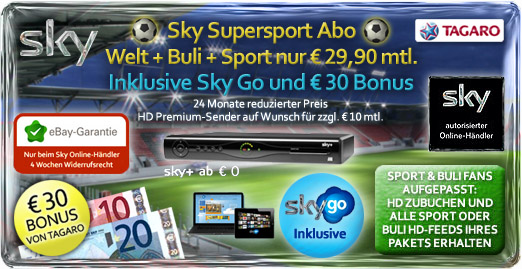 sky
Sky Supersport Abo
TAGARO
Welt + Buli + Sport nur € 29,90 mtl.
Inklusive Sky Go und € 30 Bonus
24 Monate reduzierter Preis
HD Premium-Sender auf Wunsch für zzgl. € 10 mtl.
sky
autorisierter
Online-Händler
eBay-Garantie
Nur beim Sky Online-Händler
4 Wochen Widerrufsrecht
sky+ ab € 0
€ 30
BONUS
VON TAGARO
10
20
sky go
Inklusive
SPORT & BULI FANS
AUFGEPASST:
HD ZUBUCHEN UND
ALLE SPORT ODER
BULI HD-FEEDS IHRES
PAKETS ERHALTEN